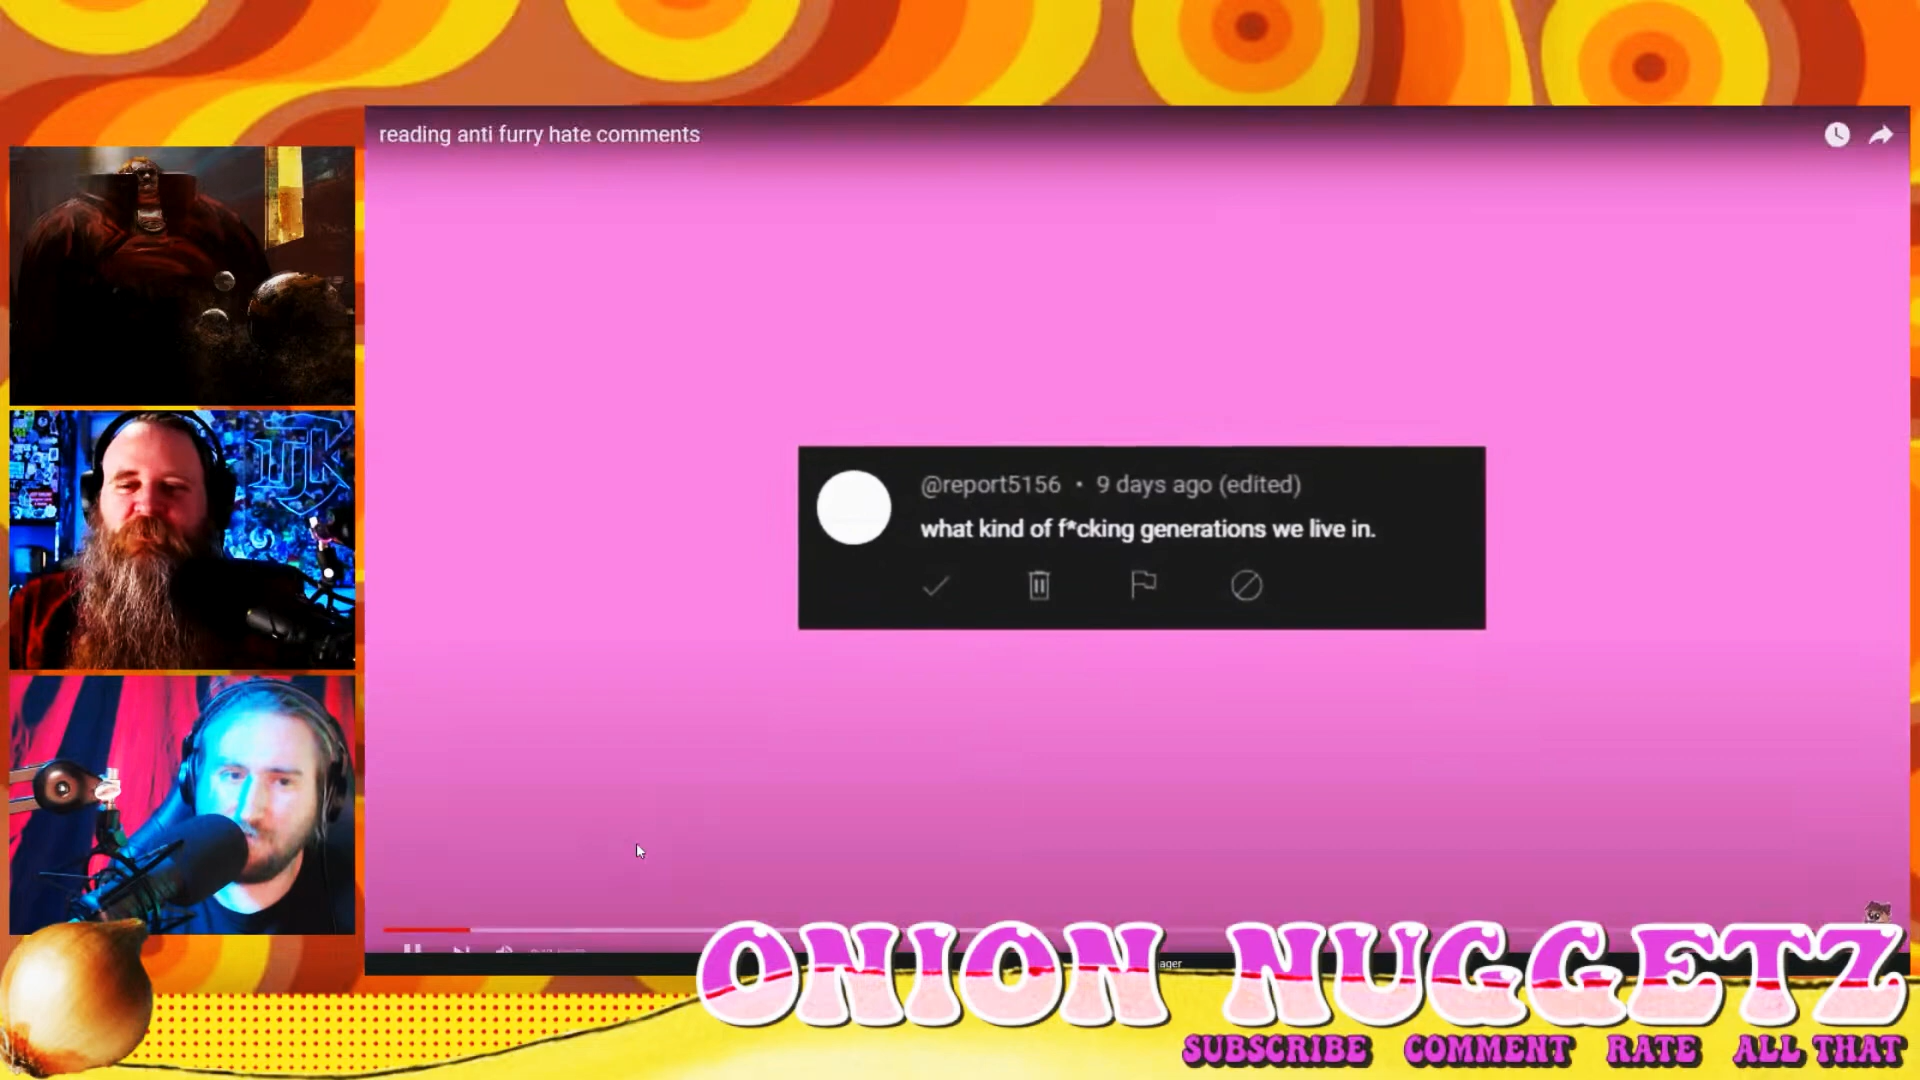 reading anti furry hate comments
@report5156 • 9 days ago (edited)
what kind of f*cking generations we live in.
ager
ONION NUGGETZ
SUBSCRIBE COMMENT RATE ALL THAT